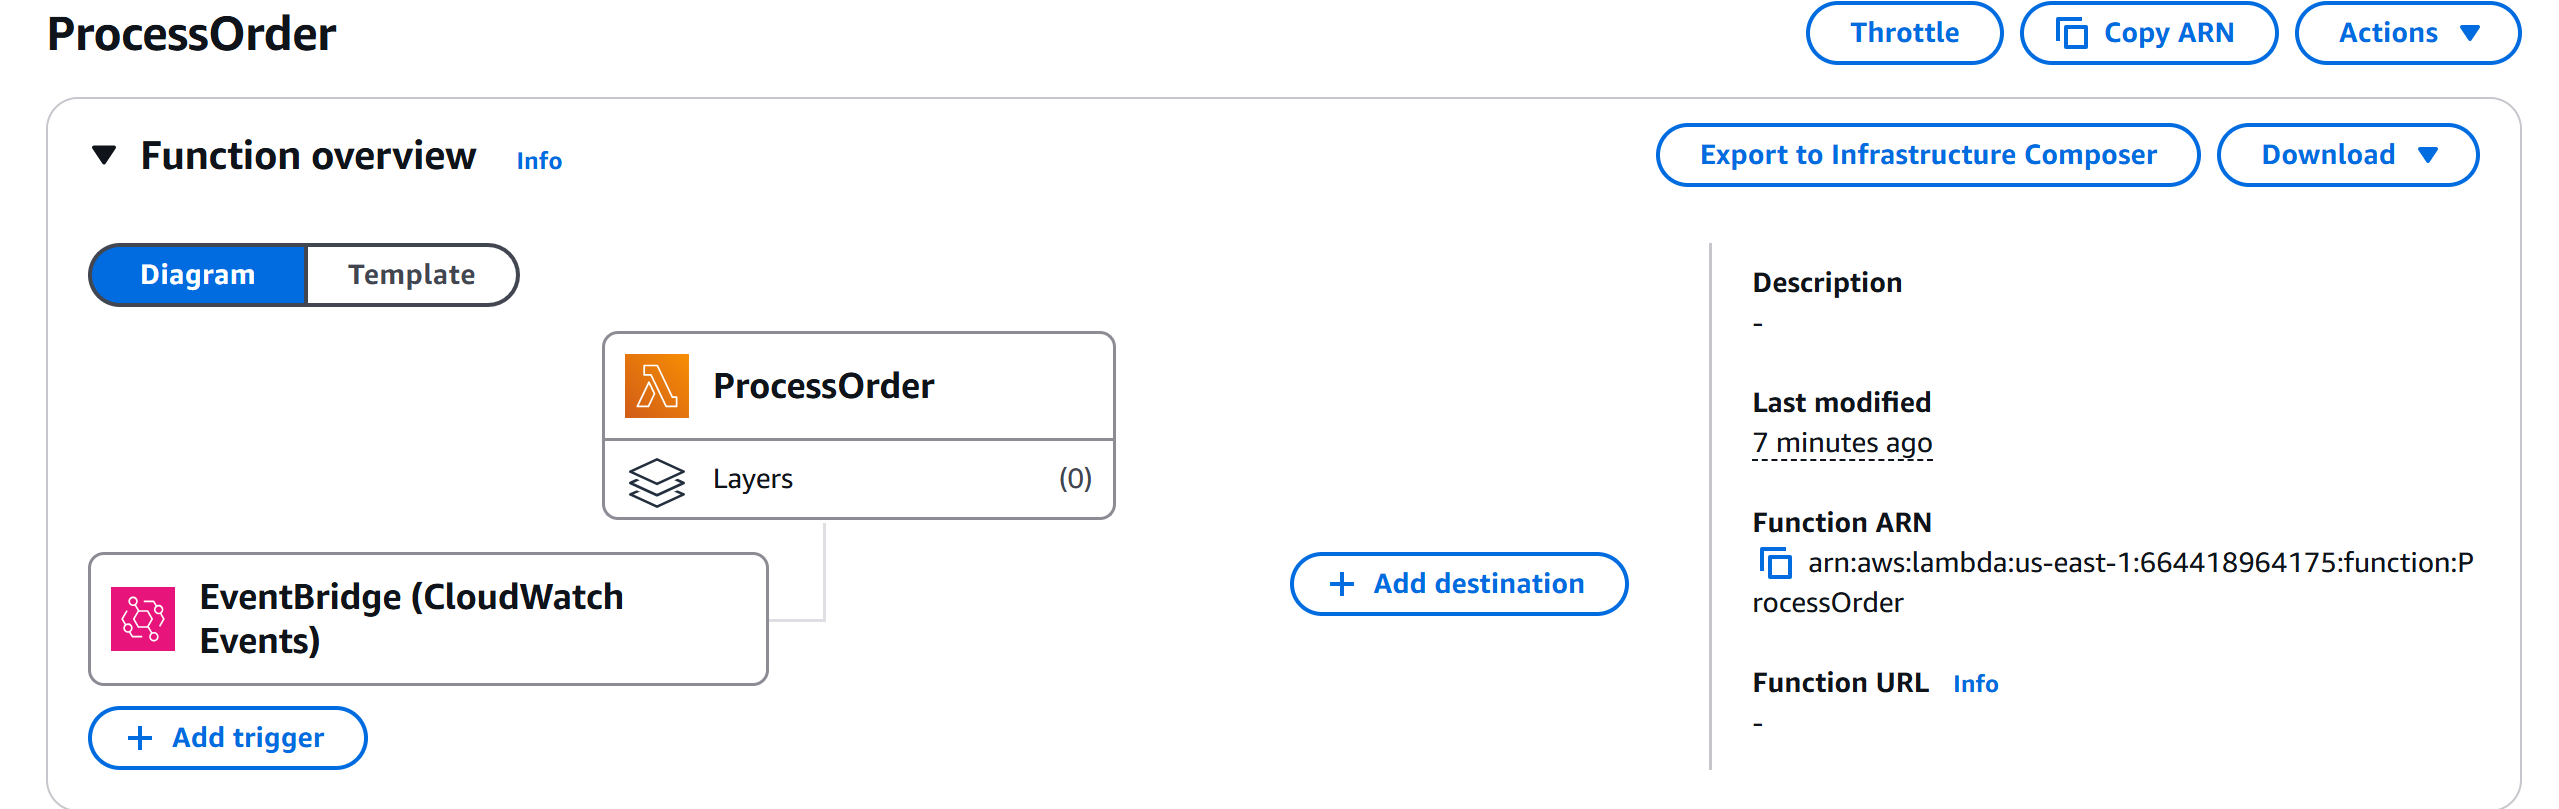 ProcessOrder
Throttle
Copy ARN
Actions
Function overview
Info
Export to Infrastructure Composer
Download
Diagram
Template
ProcessOrder
Layers
(0)
EventBridge (CloudWatch
Events)
Add trigger
Add destination
Description
-
Last modified
7 minutes ago
Function ARN
arn:aws:lambda:us-east-1:664418964175:function:P
rocessOrder
Function URL
Info
-